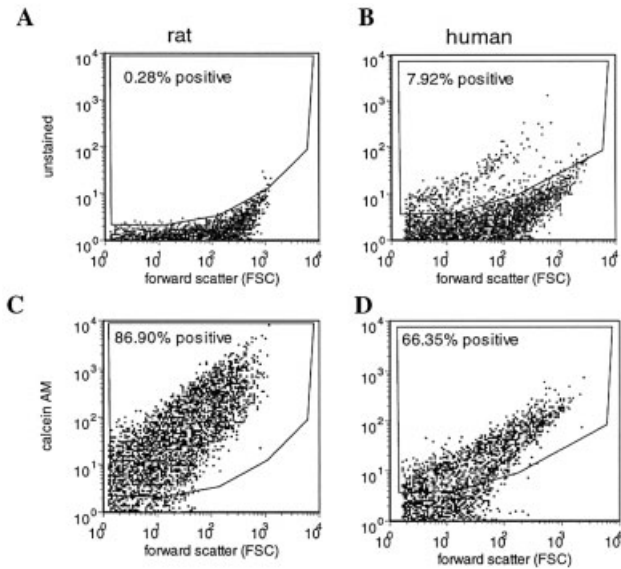 A
B
rat
human
0.28% positive
7.92% positive
unstained
10^4
10^3
10^2
10^1
10^0
10^0 10^1 10^2 10^3 10^4
forward scatter (FSC)
10^4
10^3
10^2
10^1
10^0
10^0 10^1 10^2 10^3 10^4
forward scatter (FSC)
C
D
86.90% positive
66.35% positive
calcein AM
10^4
10^3
10^2
10^1
10^0
10^0 10^1 10^2 10^3 10^4
forward scatter (FSC)
10^4
10^3
10^2
10^1
10^0
10^0 10^1 10^2 10^3 10^4
forward scatter (FSC)